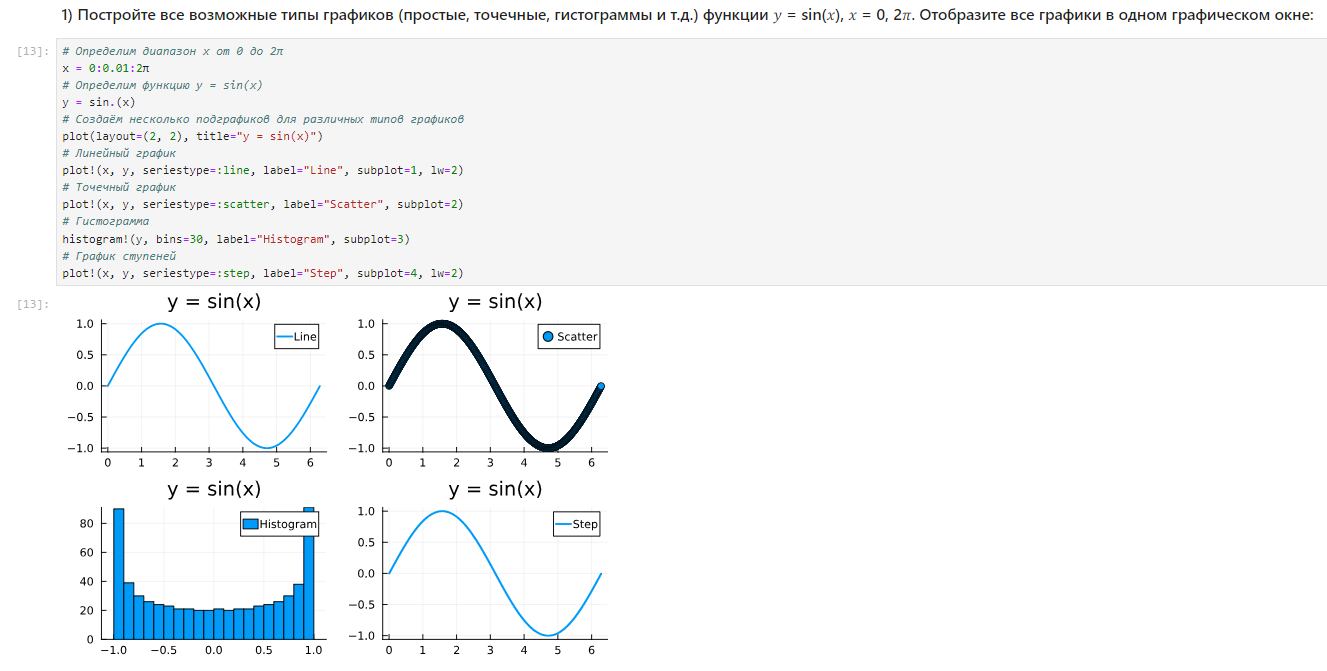 1) Постройте все возможные типы графиков (простые, точечные, гистограммы и т.д.) функции y = sin(x), x = 0, 2π. Отобразите все графики в одном графическом окне:
[13]:
# Определим диапазон x от 0 до 2π
x = 0:0.01:2π
# Определим функцию y = sin(x)
y = sin.(x)
# Создаём несколько подграфиков для различных типов графиков
plot(layout=(2, 2), title="y = sin(x)")
# Линейный график
plot!(x, y, seriestype=:line, label="Line", subplot=1, lw=2)
# Точечный график
plot!(x, y, seriestype=:scatter, label="Scatter", subplot=2)
# Гистограмма
histogram!(y, bins=30, label="Histogram", subplot=3)
# График ступеней
plot!(x, y, seriestype=:step, label="Step", subplot=4, lw=2)
[13]:
y = sin(x)
1.0
0.5
0.0
−0.5
−1.0
0 1 2 3 4 5 6
Line
y = sin(x)
1.0
0.5
0.0
−0.5
−1.0
0 1 2 3 4 5 6
Scatter
y = sin(x)
80
60
40
20
0
−1.0 −0.5 0.0 0.5 1.0
Histogram
y = sin(x)
1.0
0.5
0.0
−0.5
−1.0
0 1 2 3 4 5 6
Step